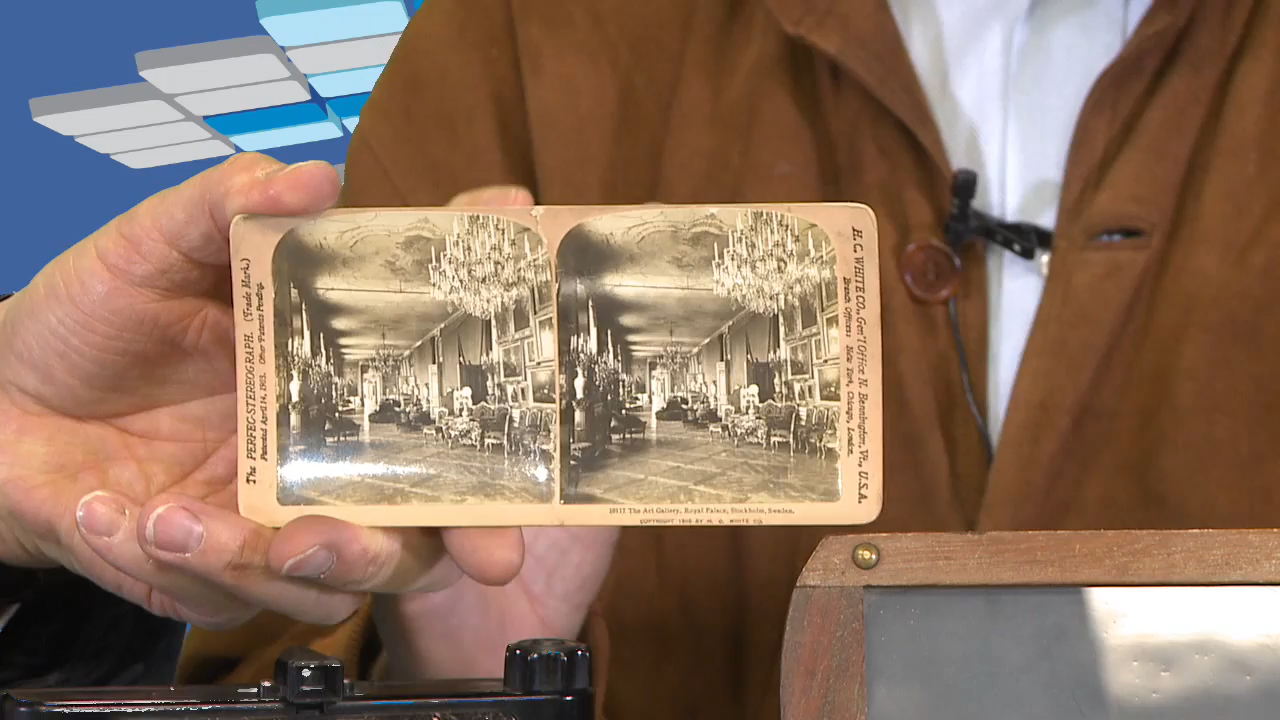 The PERFEC-STEREOGRAPH. (Trade Mark.)
Patented April 14, 1903. Other Patents Pending.
H. C. WHITE CO., Gen'l Office N. Bennington, Vt., U.S.A.
Branch Offices: New York, Chicago, London.
The Art Gallery, Royal Palace, Stockholm, Sweden.
COPYRIGHT BY H. C. WHITE CO.